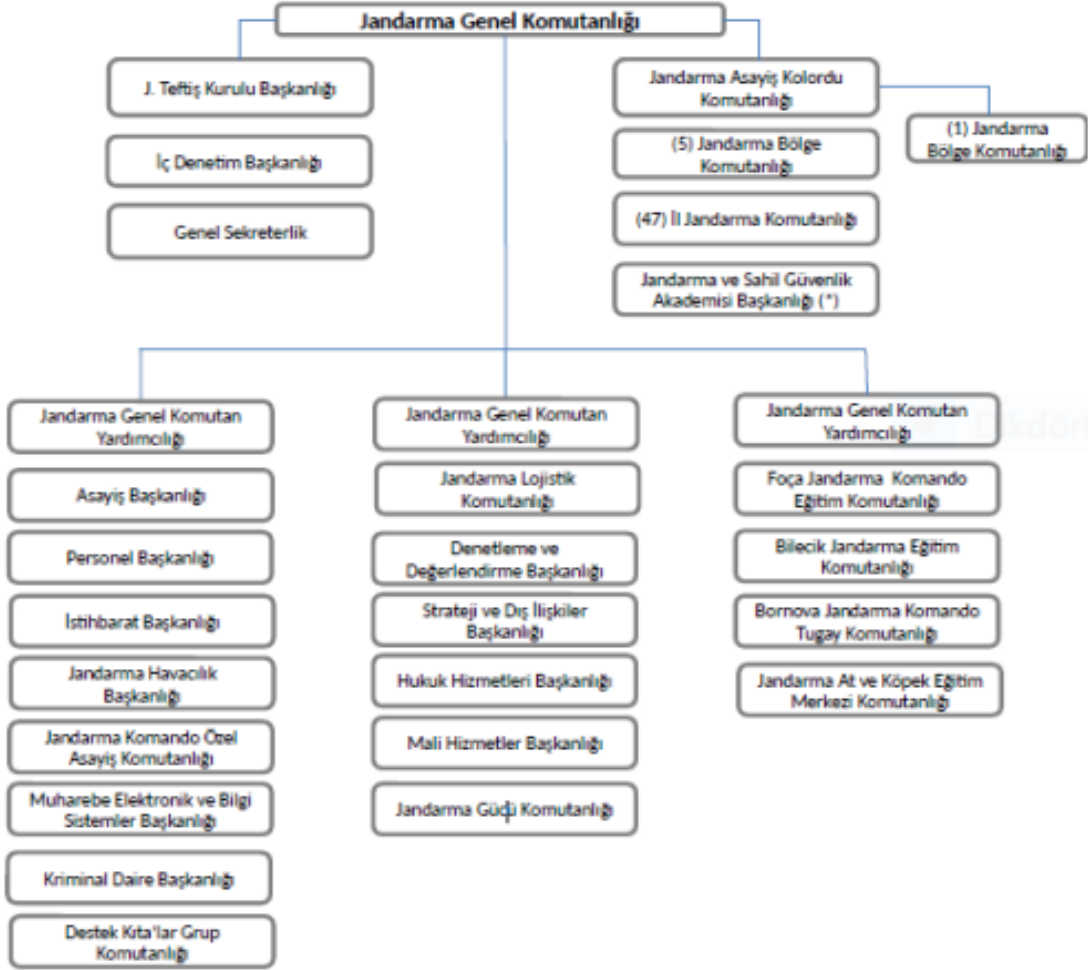 Jandarma Genel Komutanlığı
J. Teftiş Kurulu Başkanlığı
İç Denetim Başkanlığı
Genel Sekreterlik
Jandarma Asayiş Kolordu
Komutanlığı
(1) Jandarma
Bölge Komutanlığı
(5) Jandarma Bölge
Komutanlığı
(47) İl Jandarma Komutanlığı
Jandarma ve Sahil Güvenlik
Akademisi Başkanlığı (*)
Jandarma Genel Komutan
Yardımcılığı
Asayiş Başkanlığı
Personel Başkanlığı
İstihbarat Başkanlığı
Jandarma Havacılık
Başkanlığı
Jandarma Komando Özel
Asayiş Komutanlığı
Muharebe Elektronik ve Bilgi
Sistemler Başkanlığı
Kriminal Daire Başkanlığı
Destek Kıta'lar Grup
Komutanlığı
Jandarma Genel Komutan
Yardımcılığı
Jandarma Lojistik
Komutanlığı
Denetleme ve
Değerlendirme Başkanlığı
Strateji ve Dış İlişkiler
Başkanlığı
Hukuk Hizmetleri Başkanlığı
Mali Hizmetler Başkanlığı
Jandarma Gücü Komutanlığı
Jandarma Genel Komutan
Yardımcılığı
Foça Jandarma Komando
Eğitim Komutanlığı
Bilecik Jandarma Eğitim
Komutanlığı
Bornova Jandarma Komando
Tugay Komutanlığı
Jandarma At ve Köpek Eğitim
Merkezi Komutanlığı